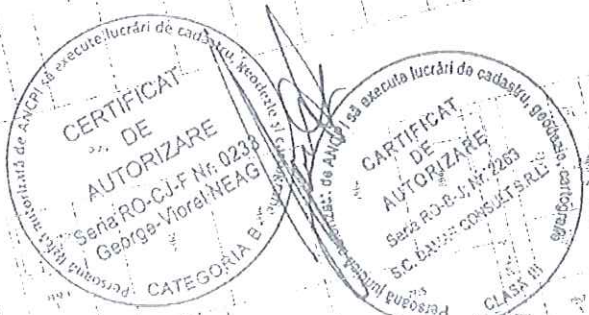 Persoană fizică autorizată de ANCPI să execute lucrări de cadastru, geodezie și
CERTIFICAT
DE
AUTORIZARE
Seria RO-CJ-F Nr. 0233
George-Viorel NEAG
CATEGORIA B
Persoană juridică autorizată de ANCPI să execute lucrări de cadastru, geodezie, cartografie
CARTIFICAT
DE
AUTORIZARE
Seria RO-B-J, Nr. 2263
S.C. CONSULT S.R.L.
CLASA III